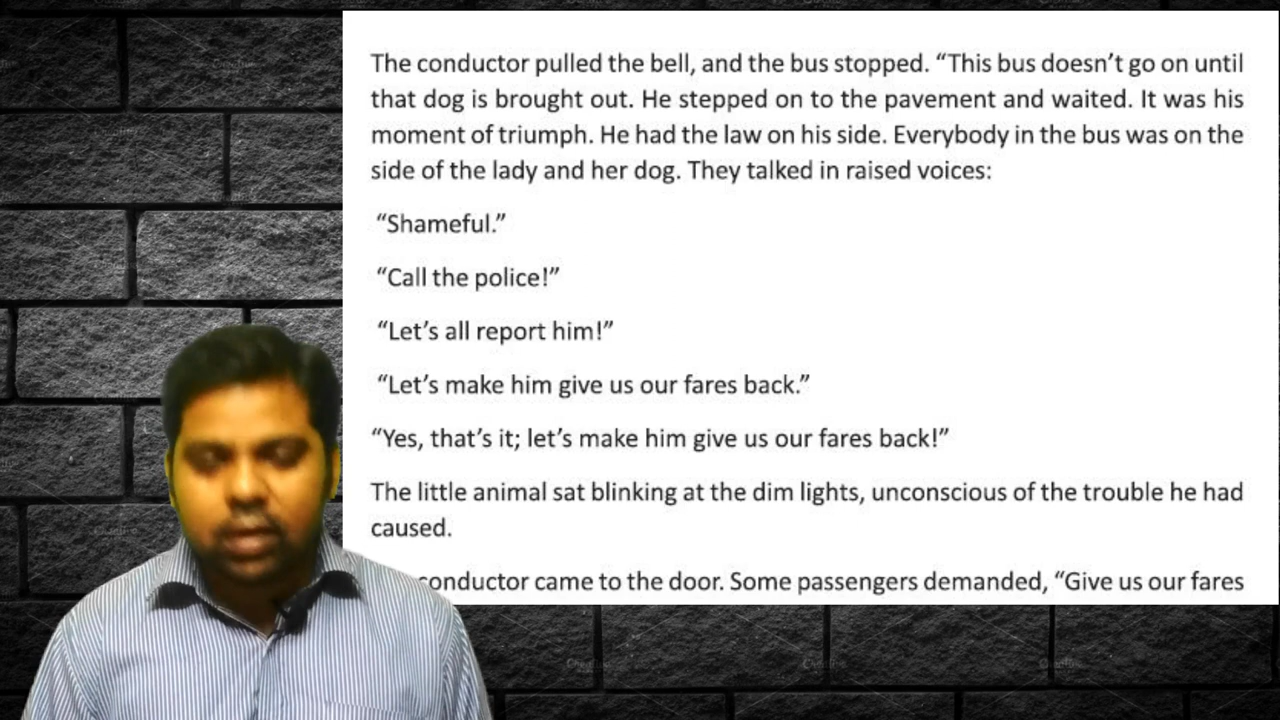 The conductor pulled the bell, and the bus stopped. “This bus doesn’t go on until
that dog is brought out. He stepped on to the pavement and waited. It was his
moment of triumph. He had the law on his side. Everybody in the bus was on the
side of the lady and her dog. They talked in raised voices:
“Shameful.”
“Call the police!”
“Let’s all report him!”
“Let’s make him give us our fares back.”
“Yes, that’s it; let’s make him give us our fares back!”
The little animal sat blinking at the dim lights, unconscious of the trouble he had
caused.
conductor came to the door. Some passengers demanded, “Give us our fares